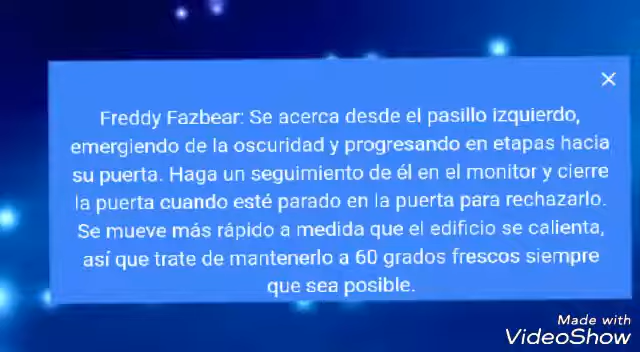 Freddy Fazbear: Se acerca desde el pasillo izquierdo,
emergiendo de la oscuridad y progresando en etapas hacia
su puerta. Haga un seguimiento de él en el monitor y cierre
la puerta cuando esté parado en la puerta para rechazarlo.
Se mueve más rápido a medida que el edificio se calienta,
así que trate de mantenerlo a 60 grados frescos siempre
que sea posible.
Made with
VideoShow